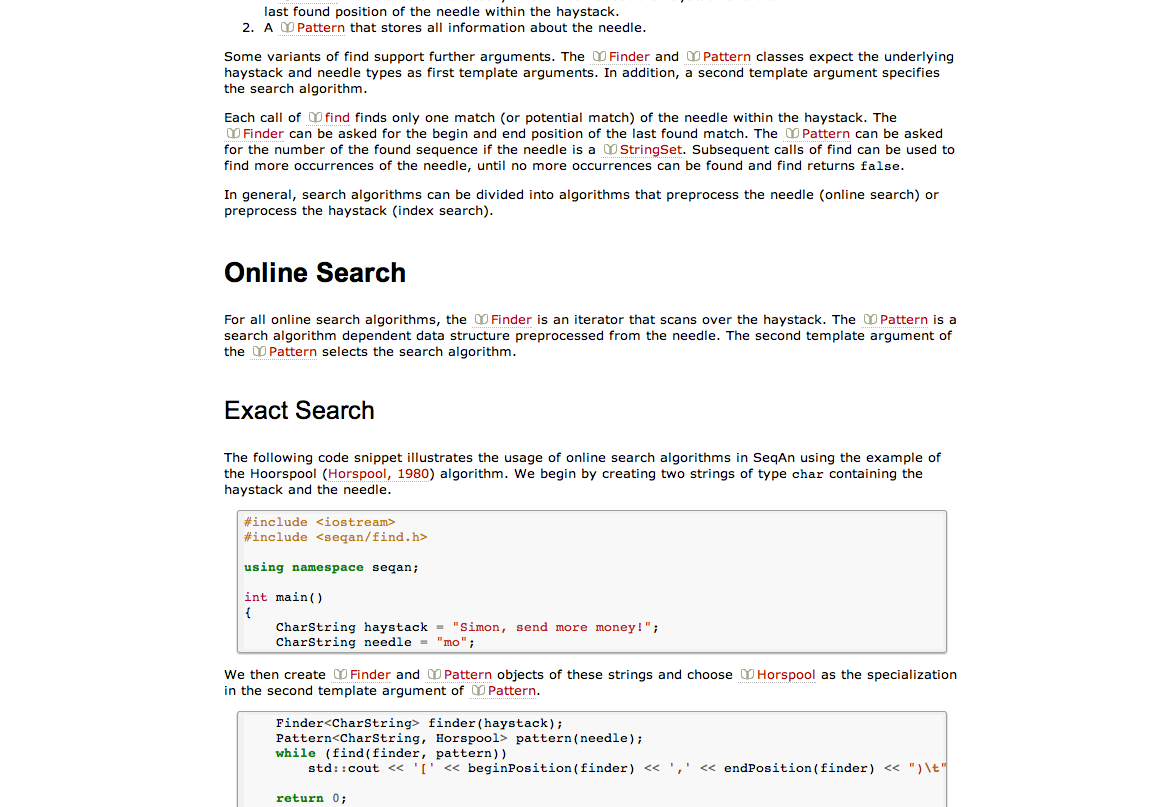 last found position of the needle within the haystack.
2. A Pattern that stores all information about the needle.
Some variants of find support further arguments. The Finder and Pattern classes expect the underlying
haystack and needle types as first template arguments. In addition, a second template argument specifies
the search algorithm.
Each call of find finds only one match (or potential match) of the needle within the haystack. The
Finder can be asked for the begin and end position of the last found match. The Pattern can be asked
for the number of the found sequence if the needle is a StringSet. Subsequent calls of find can be used to
find more occurrences of the needle, until no more occurrences can be found and find returns false.
In general, search algorithms can be divided into algorithms that preprocess the needle (online search) or
preprocess the haystack (index search).
Online Search
For all online search algorithms, the Finder is an iterator that scans over the haystack. The Pattern is a
search algorithm dependent data structure preprocessed from the needle. The second template argument of
the Pattern selects the search algorithm.
Exact Search
The following code snippet illustrates the usage of online search algorithms in SeqAn using the example of
the Hoorspool (Horspool, 1980) algorithm. We begin by creating two strings of type char containing the
haystack and the needle.
#include <iostream>
#include <seqan/find.h>
using namespace seqan;
int main()
{
CharString haystack = "Simon, send more money!";
CharString needle = "mo";
We then create Finder and Pattern objects of these strings and choose Horspool as the specialization
in the second template argument of Pattern.
Finder<CharString> finder(haystack);
Pattern<CharString, Horspool> pattern(needle);
while (find(finder, pattern))
std::cout << '[' << beginPosition(finder) << ',' << endPosition(finder) << ")\t"
return 0;